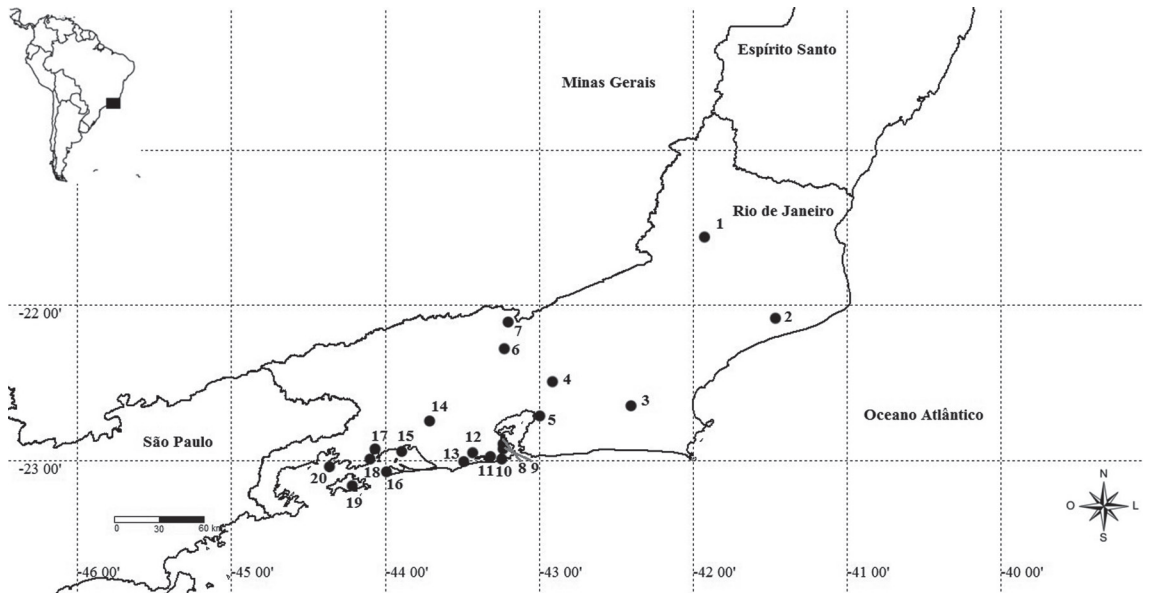 Espírito Santo
Minas Gerais
Rio de Janeiro
1
-22 00'
2
7
6
4
3
14
5
Oceano Atlântico
São Paulo
17 15 12
13
-23 00'
20 18 16 11 10 8 9
19
N
O L
S
0 30 60 km
-46 00' -45 00' -44 00' -43 00' -42 00' -41 00' -40 00'